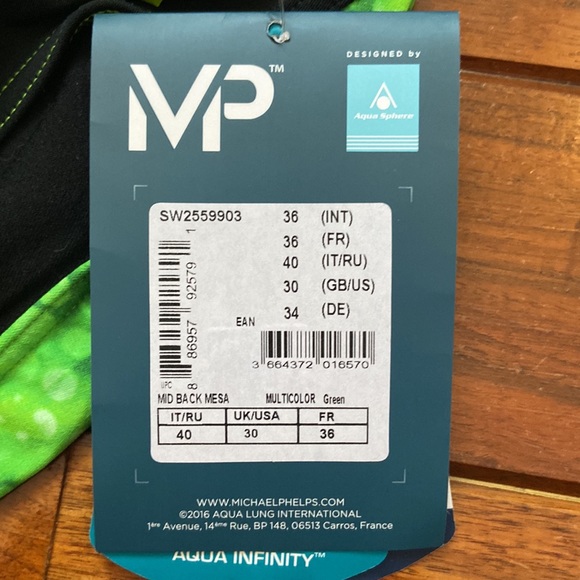 MP™
DESIGNED by
Aqua Sphere
SW2559903
36 (INT)
36 (FR)
40 (IT/RU)
30 (GB/US)
34 (DE)
UPC
8 86957 92579 1
EAN
3 664372 016570
MID BACK MESA MULTICOLOR Green
IT/RU UK/USA FR
40 30 36
WWW.MICHAELPHELPS.COM
©2016 AQUA LUNG INTERNATIONAL
1ère Avenue, 14ème Rue, BP 148, 06513 Carros, France
AQUA INFINITY™